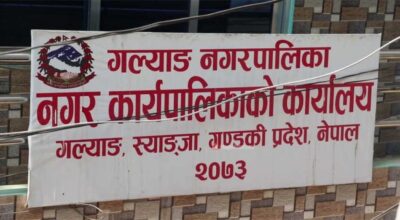 गल्याङ नगरपालिका
नगर कार्यपालिकाको कार्यालय
गल्याङ, स्याङ्जा, गण्डकी प्रदेश, नेपाल
२०७३